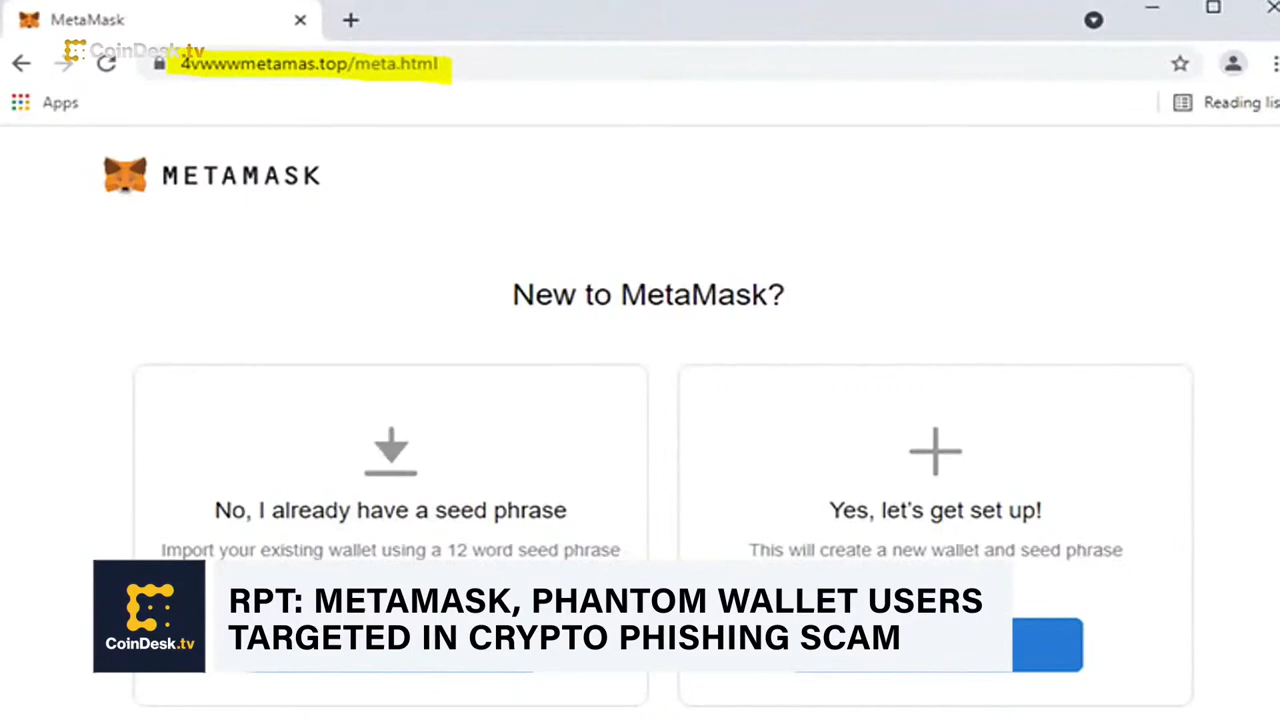 MetaMask
CoinDesk.tv
4vwwwmetamas.top/meta.html
Apps
Reading lis
METAMASK
New to MetaMask?
No, I already have a seed phrase
Import your existing wallet using a 12 word seed phrase
Yes, let's get set up!
This will create a new wallet and seed phrase
CoinDesk.tv
RPT: METAMASK, PHANTOM WALLET USERS
TARGETED IN CRYPTO PHISHING SCAM